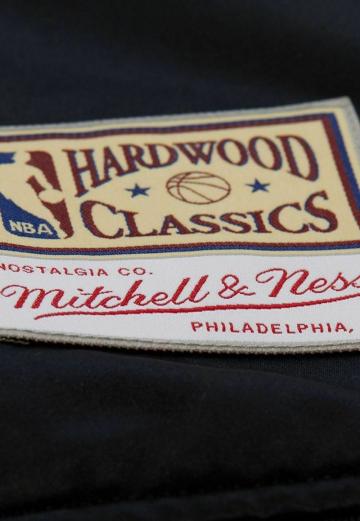 HARDWOOD
NBA
CLASSICS
NOSTALGIA CO.
Mitchell & Ness
PHILADELPHIA,